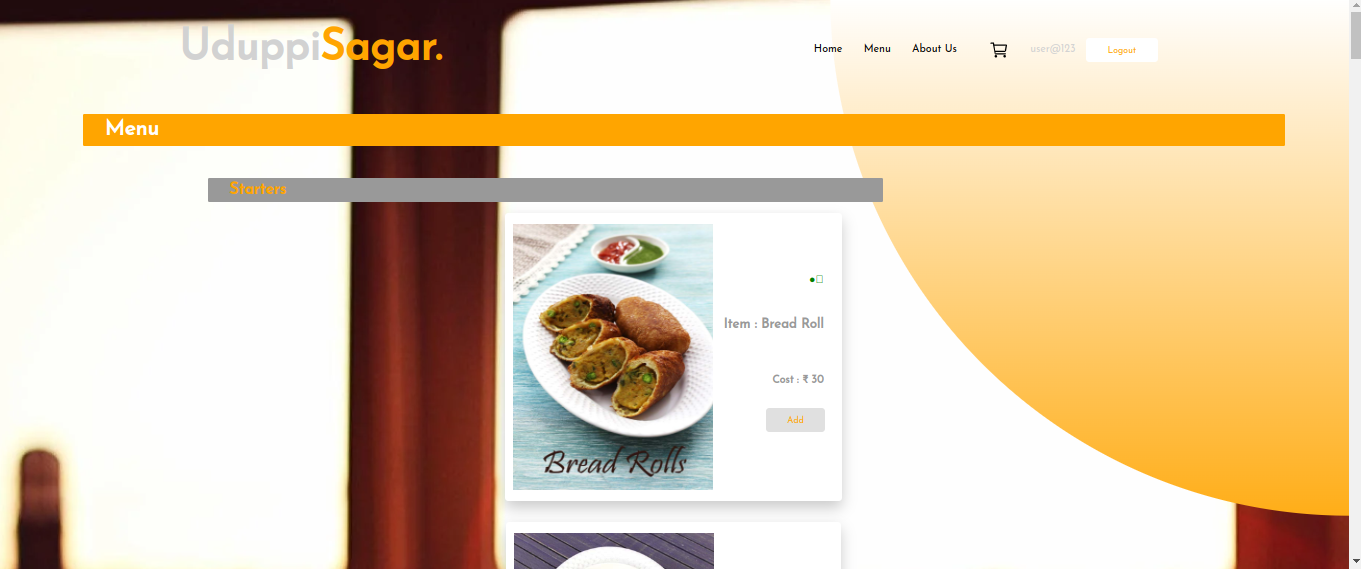 UduppiSagar.
Home Menu About Us user@123 Logout
Menu
Starters
Item : Bread Roll
Cost : ₹ 30
Add
Bread Rolls